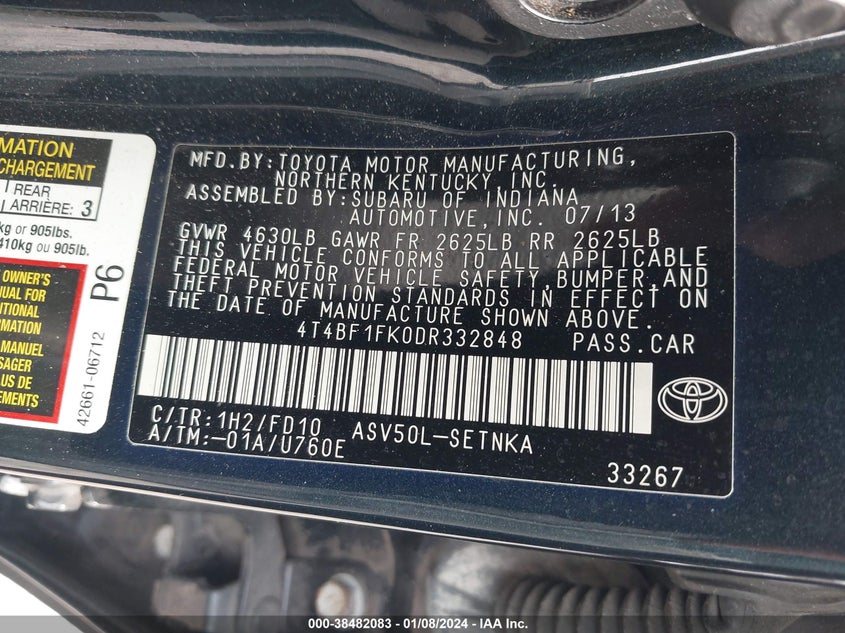 MATION
CHARGEMENT
REAR
ARRIÈRE: 3
kg or 905lbs.
410kg ou 905lb.
OWNER'S
NUAL FOR
DITIONAL
ORMATION
MANUEL
SAGER
LUS DE
EMENTS
P6
42661-06712
MFD.BY:TOYOTA MOTOR MANUFACTURING,
NORTHERN KENTUCKY,INC.
ASSEMBLED BY:SUBARU OF INDIANA
AUTOMOTIVE,INC. 07/13
GVWR 4630LB GAWR FR 2625LB RR 2625LB
THIS VEHICLE CONFORMS TO ALL APPLICABLE
FEDERAL MOTOR VEHICLE SAFETY,BUMPER,AND
THEFT PREVENTION STANDARDS IN EFFECT ON
THE DATE OF MANUFACTURE SHOWN ABOVE.
4T4BF1FK0DR332848 PASS.CAR
C/TR:1H2/FD10
A/TM:-01A/U760E
ASV50L-SETNKA
33267
000-38482083 - 01/08/2024 - IAA Inc.